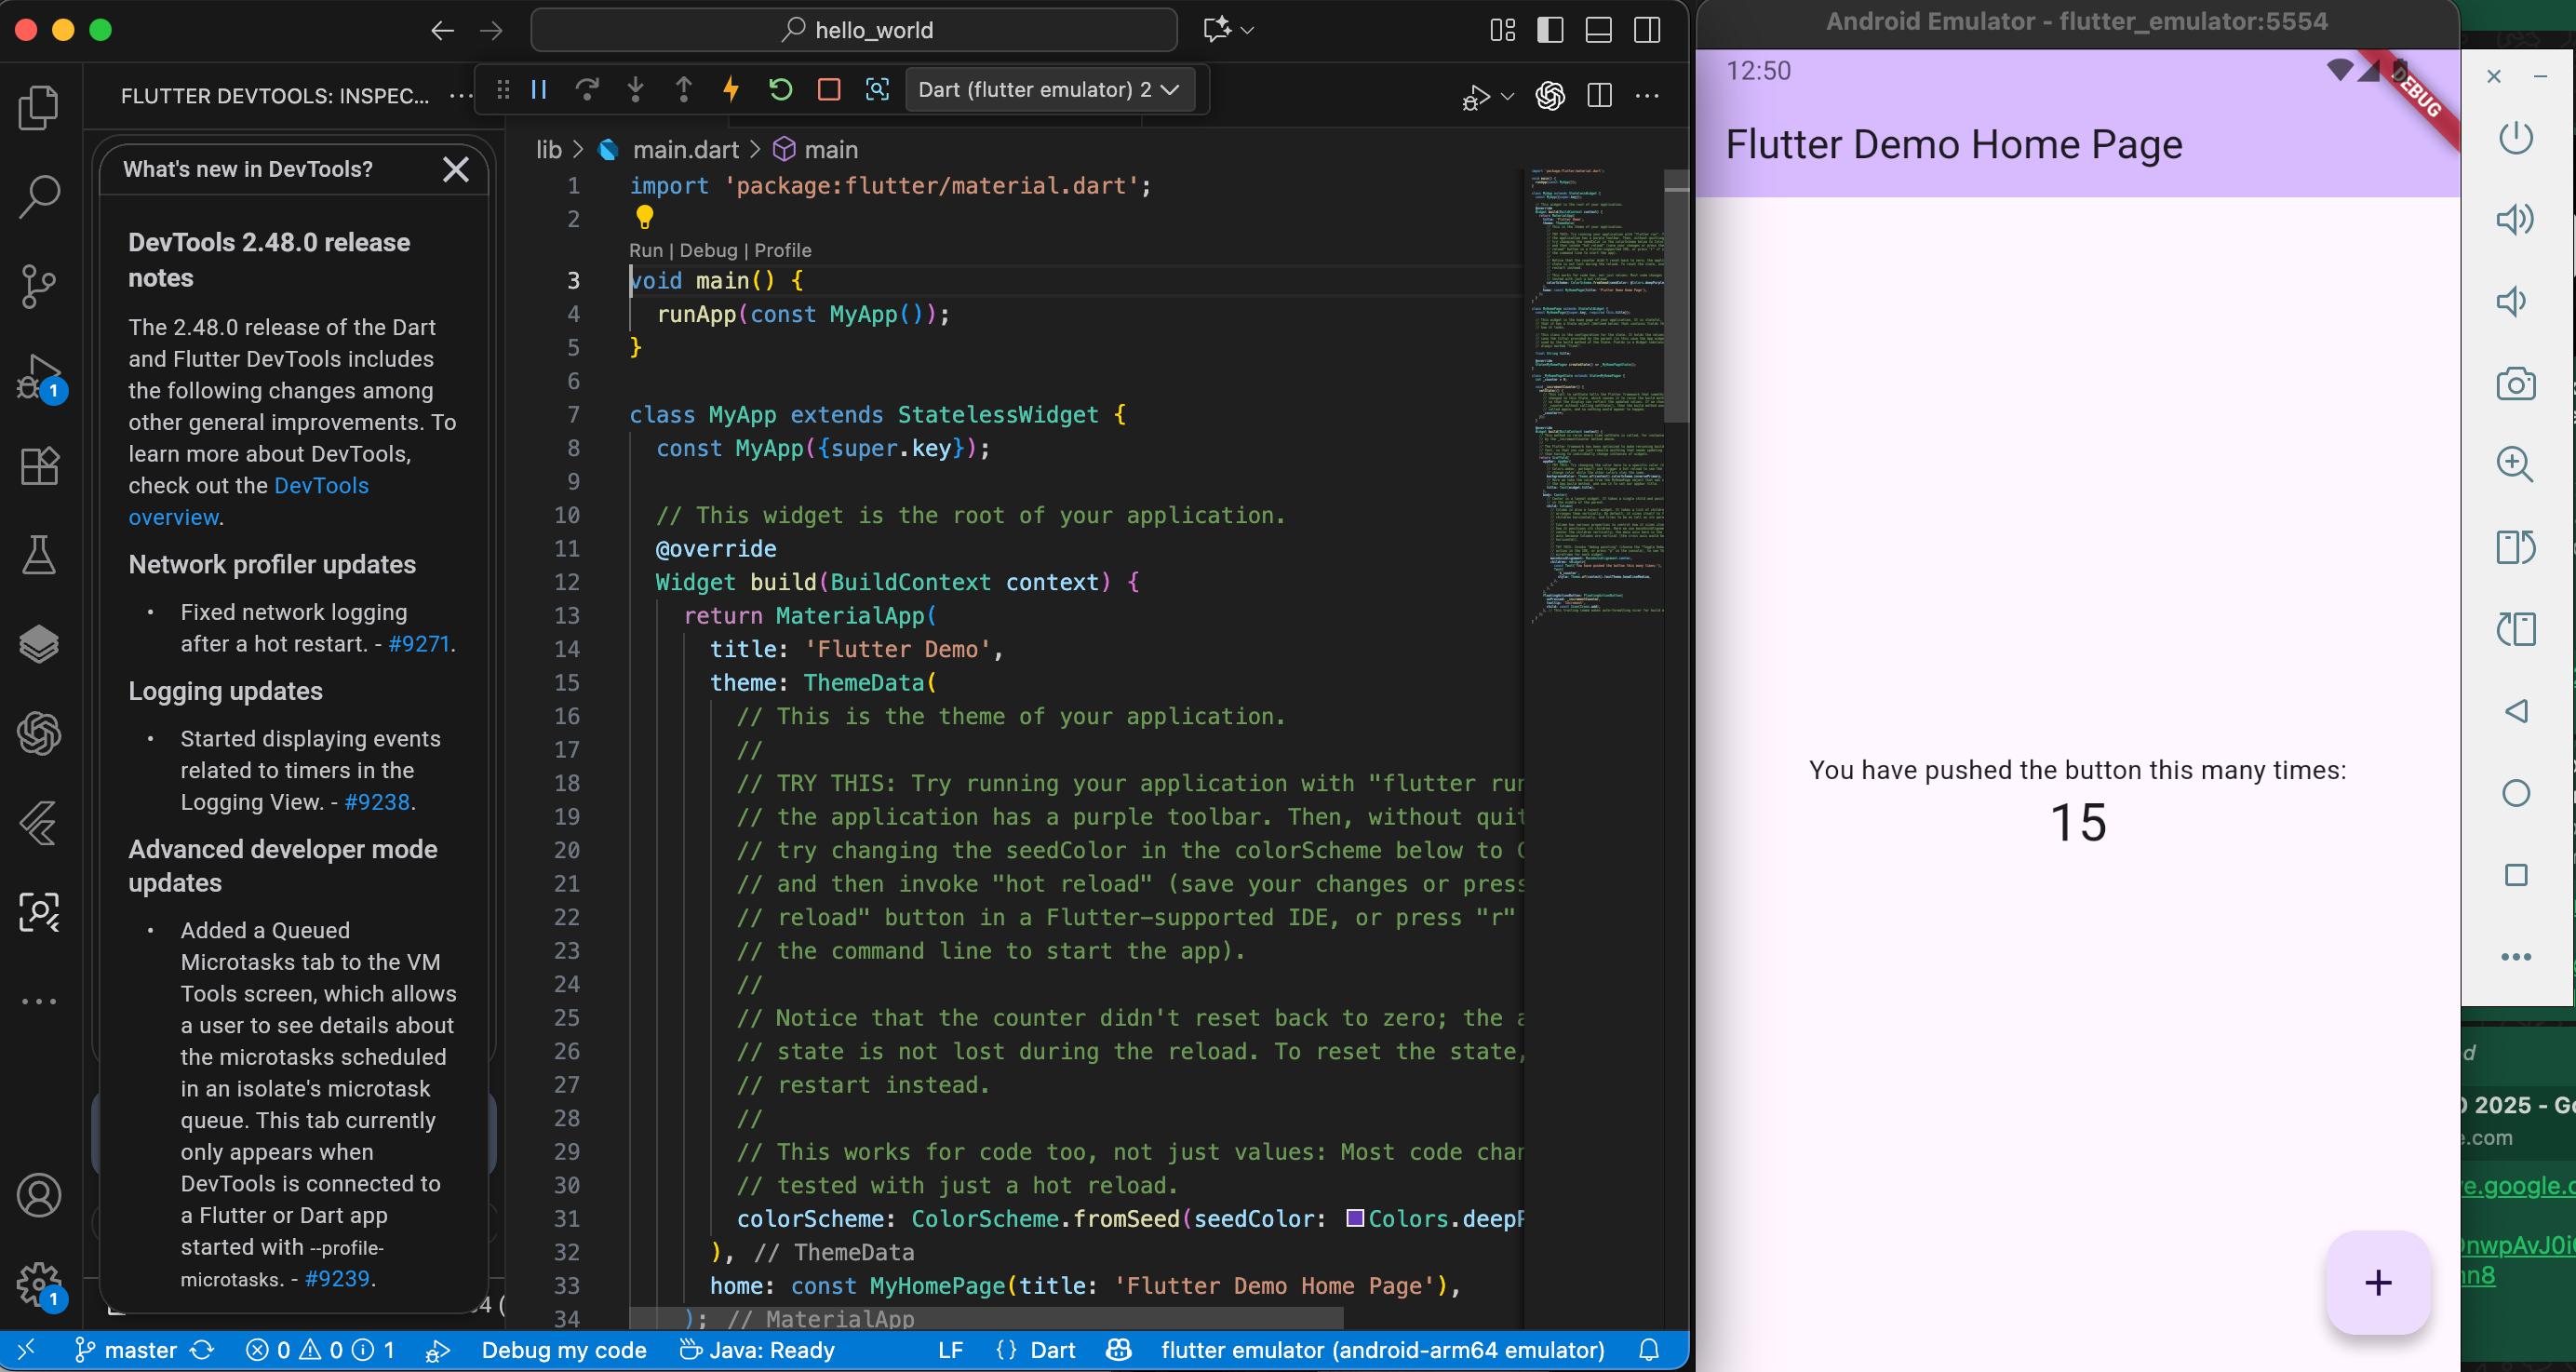 hello_world
FLUTTER DEVTOOLS: INSPEC...
Dart (flutter emulator) 2
What's new in DevTools?
DevTools 2.48.0 release
notes
The 2.48.0 release of the Dart
and Flutter DevTools includes
the following changes among
other general improvements. To
learn more about DevTools,
check out the DevTools
overview.
Network profiler updates
• Fixed network logging
after a hot restart. - #9271.
Logging updates
• Started displaying events
related to timers in the
Logging View. - #9238.
Advanced developer mode
updates
• Added a Queued
Microtasks tab to the VM
Tools screen, which allows
a user to see details about
the microtasks scheduled
in an isolate's microtask
queue. This tab currently
only appears when
DevTools is connected to
a Flutter or Dart app
started with --profile-
microtasks. - #9239.
1
1
lib > main.dart > main
1 import 'package:flutter/material.dart';
2
Run | Debug | Profile
3 void main() {
4 runApp(const MyApp());
5 }
6
7 class MyApp extends StatelessWidget {
8 const MyApp({super.key});
9
10 // This widget is the root of your application.
11 @override
12 Widget build(BuildContext context) {
13 return MaterialApp(
14 title: 'Flutter Demo',
15 theme: ThemeData(
16 // This is the theme of your application.
17 //
18 // TRY THIS: Try running your application with "flutter run
19 // the application has a purple toolbar. Then, without quit
20 // try changing the seedColor in the colorScheme below to
21 // and then invoke "hot reload" (save your changes or press
22 // reload" button in a Flutter-supported IDE, or press "r"
23 // the command line to start the app).
24 //
25 // Notice that the counter didn't reset back to zero; the
26 // state is not lost during the reload. To reset the state,
27 // restart instead.
28 //
29 // This works for code too, not just values: Most code
30 // tested with just a hot reload.
31 colorScheme: ColorScheme.fromSeed(seedColor: Colors.deep
32 ), // ThemeData
33 home: const MyHomePage(title: 'Flutter Demo Home Page'),
34 ); // MaterialApp
master 0 0 1 Debug my code Java: Ready LF {} Dart flutter emulator (android-arm64 emulator)
Android Emulator - flutter_emulator:5554
12:50
DEBUG
Flutter Demo Home Page
You have pushed the button this many times:
15
+
2025 - G
.com
e.google.c
nwpAvJ0i
n8